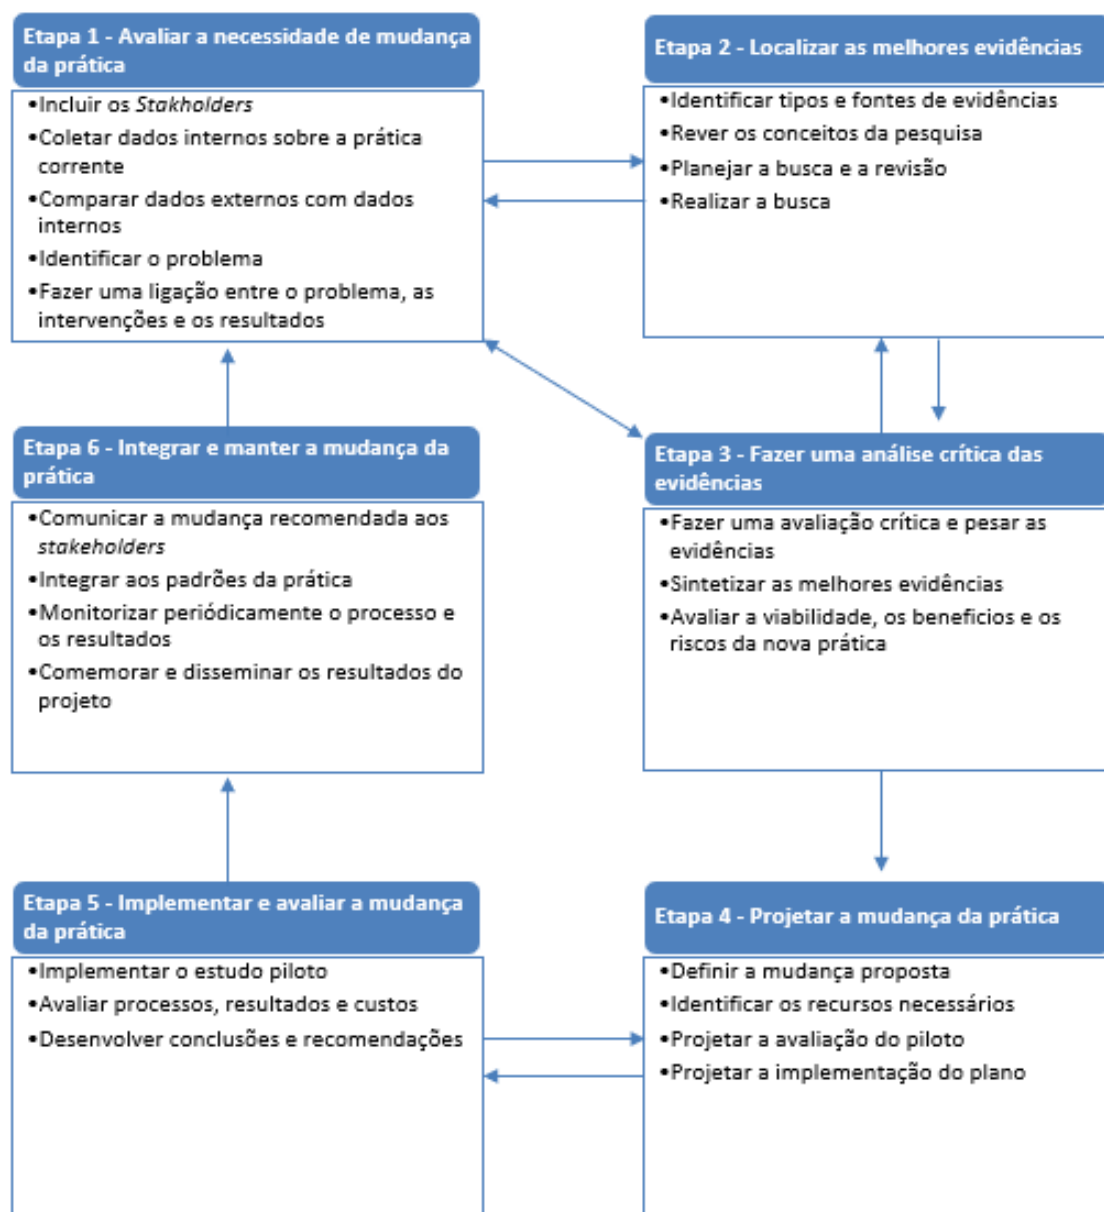 Etapa 1 - Avaliar a necessidade de mudança
da prática
•Incluir os Stakholders
•Coletar dados internos sobre a prática
corrente
•Comparar dados externos com dados
internos
•Identificar o problema
•Fazer uma ligação entre o problema, as
intervenções e os resultados
Etapa 2 - Localizar as melhores evidências
•Identificar tipos e fontes de evidências
•Rever os conceitos da pesquisa
•Planejar a busca e a revisão
•Realizar a busca
Etapa 3 - Fazer uma análise crítica das
evidências
•Fazer uma avaliação crítica e pesar as
evidências
•Sintetizar as melhores evidências
•Avaliar a viabilidade, os beneficios e os
riscos da nova prática
Etapa 4 - Projetar a mudança da prática
•Definir a mudança proposta
•Identificar os recursos necessários
•Projetar a avaliação do piloto
•Projetar a implementação do plano
Etapa 5 - Implementar e avaliar a mudança
da prática
•Implementar o estudo piloto
•Avaliar processos, resultados e custos
•Desenvolver conclusões e recomendações
Etapa 6 - Integrar e manter a mudança da
prática
•Comunicar a mudança recomendada aos
stakeholders
•Integrar aos padrões da prática
•Monitorizar periódicamente o processo e
os resultados
•Comemorar e disseminar os resultados do
projeto